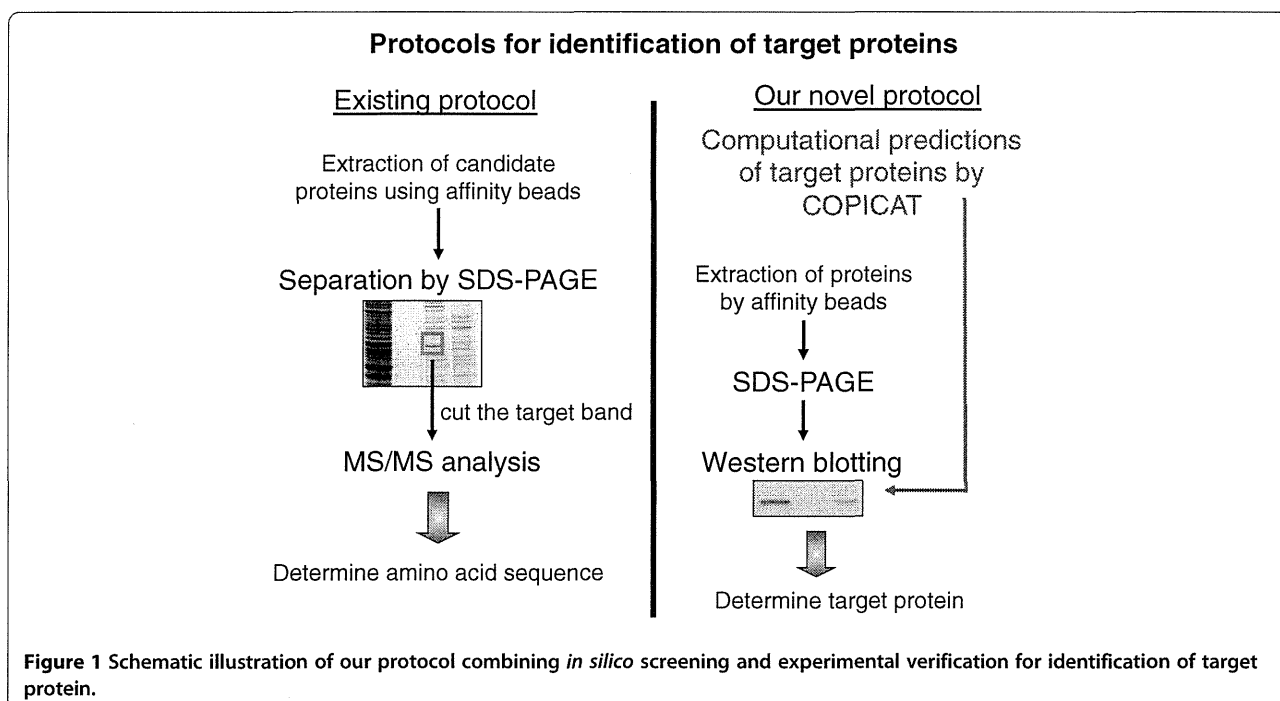 Protocols for identification of target proteins
Existing protocol
Extraction of candidate
proteins using affinity beads
Separation by SDS-PAGE
cut the target band
MS/MS analysis
Determine amino acid sequence
Our novel protocol
Computational predictions
of target proteins by
COPICAT
Extraction of proteins
by affinity beads
SDS-PAGE
Western blotting
Determine target protein
Figure 1 Schematic illustration of our protocol combining in silico screening and experimental verification for identification of target
protein.